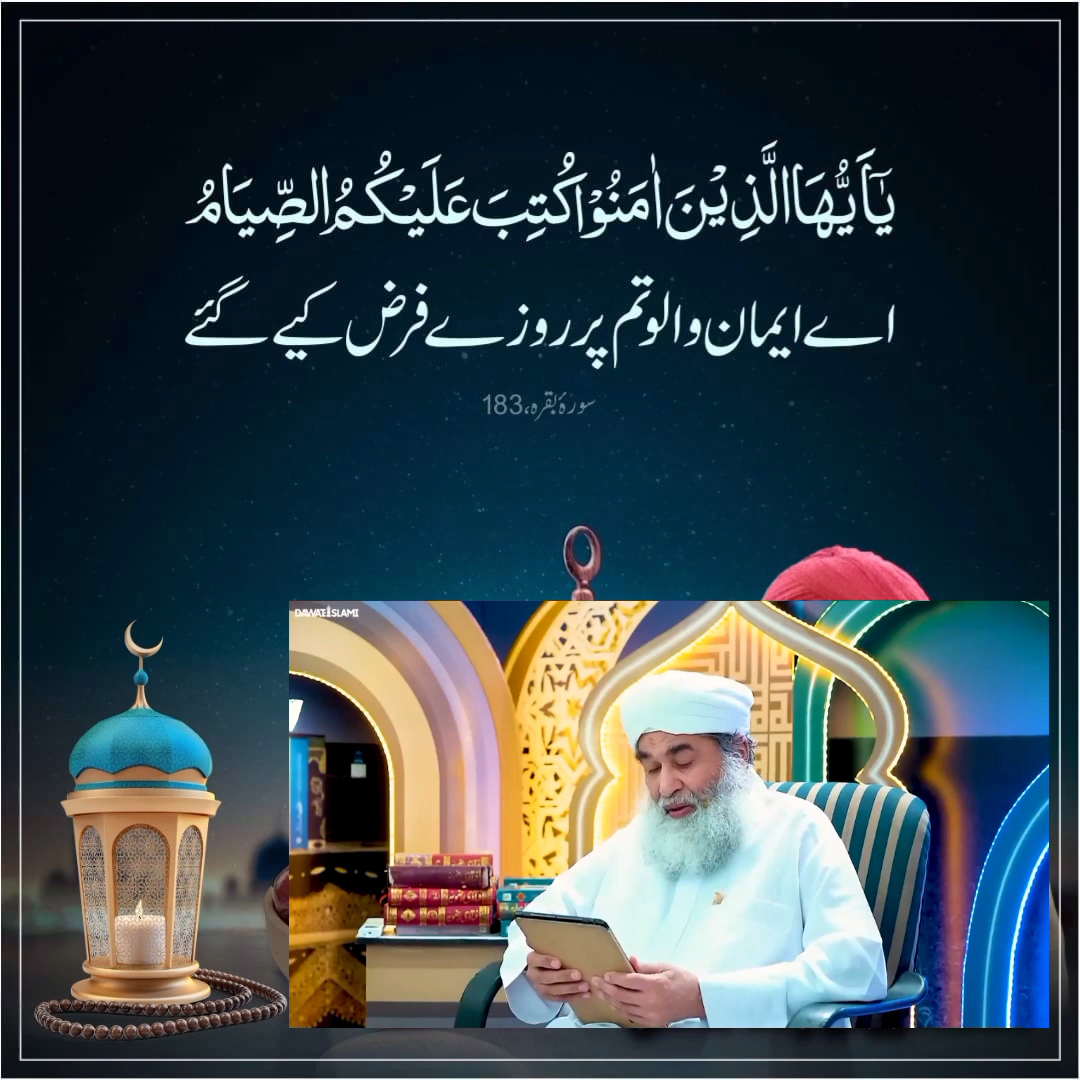 يٰۤاَيُّهَا الَّذِيْنَ اٰمَنُوْا كُتِبَ عَلَيْكُمُ الصِّيَامُ
اے ایمان والو تم پر روزے فرض کیے گئے
سورۂ بقرہ، 183
DAWATEISLAMI